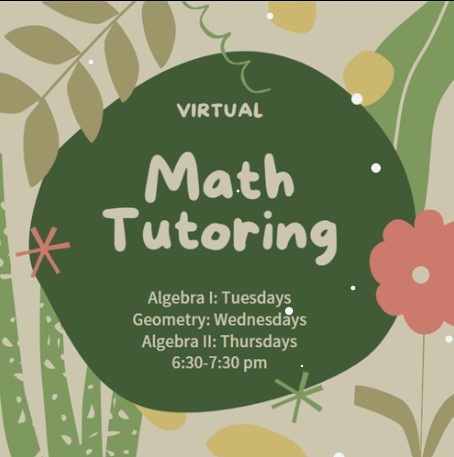 VIRTUAL
Math
Tutoring
Algebra I: Tuesdays
Geometry: Wednesdays
Algebra II: Thursdays
6:30-7:30 pm